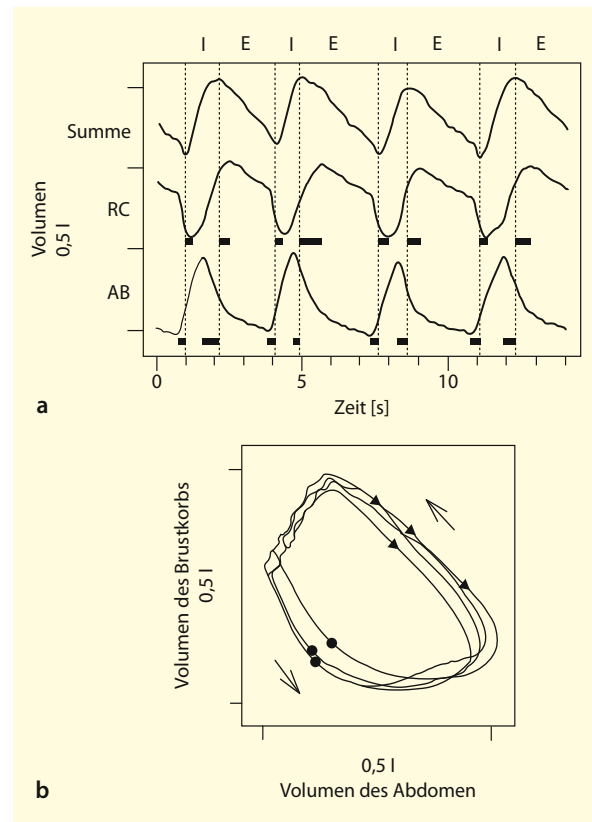 I E I E I E I E
Summe
RC
AB
Volumen
0,5 l
0 5 10
Zeit [s]
a
Volumen des Brustkorbs
0,5 l
0,5 l
Volumen des Abdomen
b